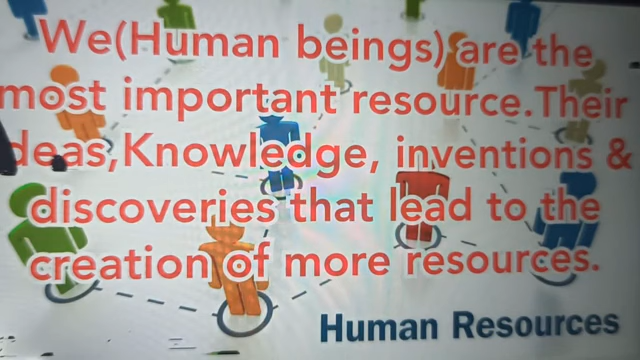 We(Human beings) are the
most important resource.Their
deas,Knowledge, inventions &
discoveries that lead to the
creation of more resources.
Human Resources